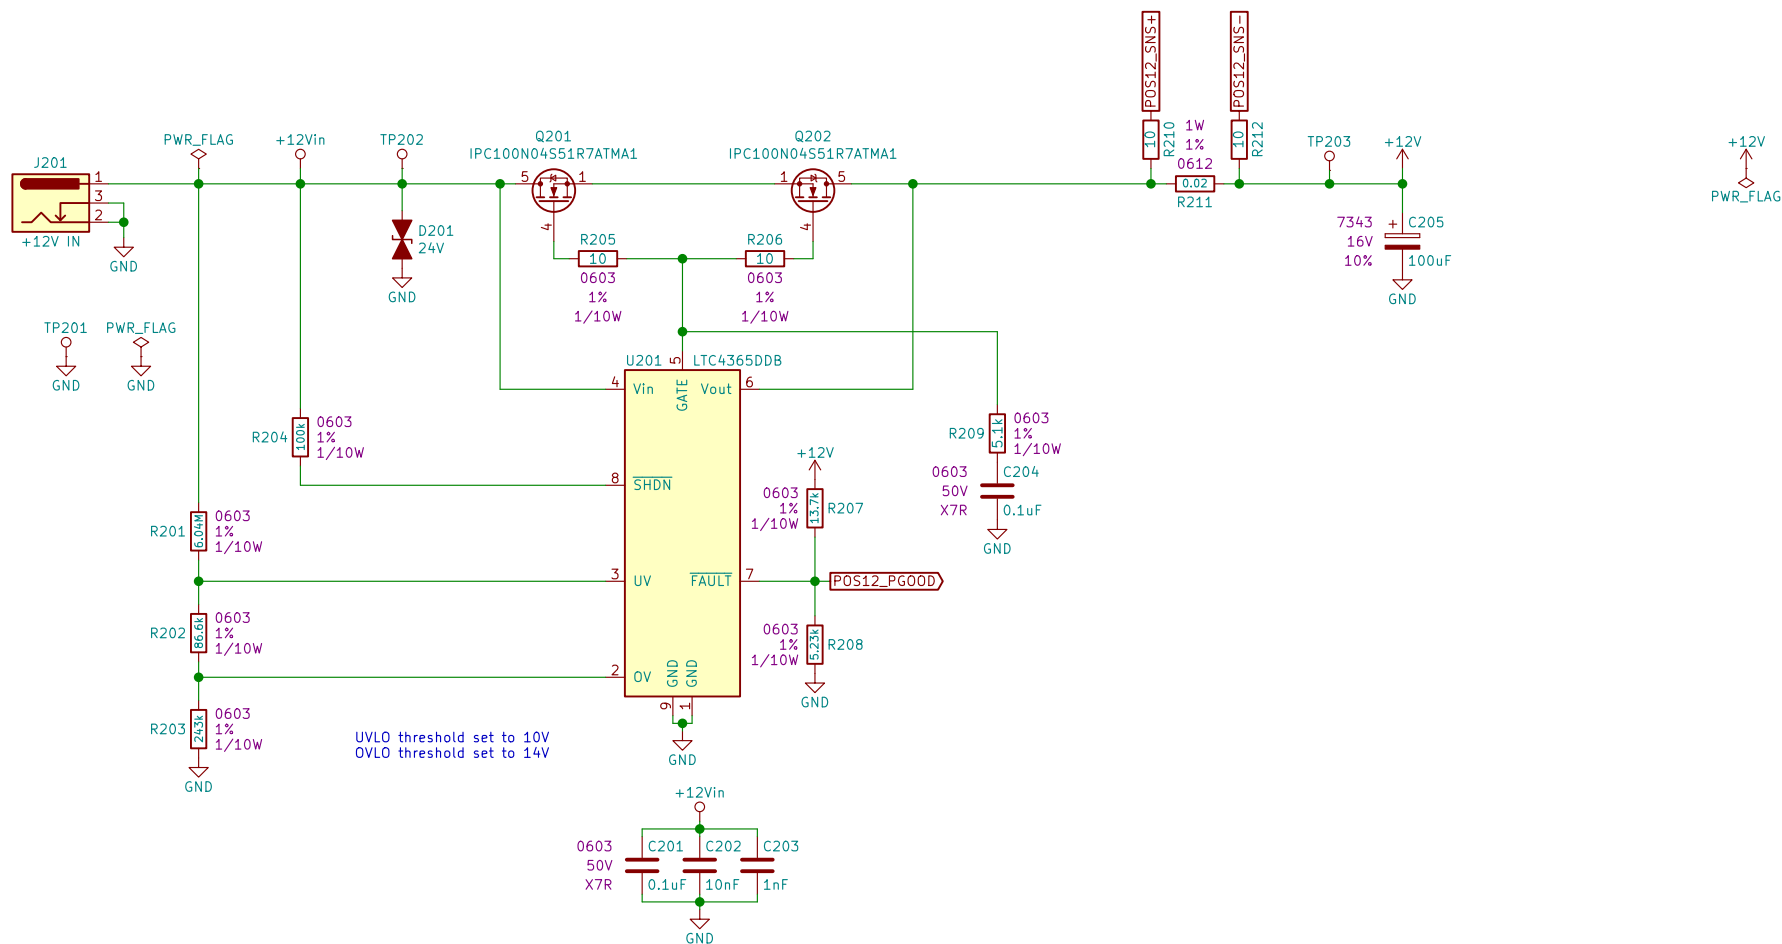 POS12_SNS+
POS12_SNS-
10
R210
1W
1%
0612
10
R212
0.02
R211
PWR_FLAG
+12Vin
TP202
Q201
IPC100N04S51R7ATMA1
Q202
IPC100N04S51R7ATMA1
TP203
+12V
+12V
PWR_FLAG
J201
1
3
2
+12V IN
GND
5
1
4
1
5
4
D201
24V
GND
R205
10
0603
1%
1/10W
R206
10
0603
1%
1/10W
7343
16V
10%
+
C205
100uF
GND
TP201
GND
PWR_FLAG
GND
U201
LTC4365DDB
5
4
Vin
GATE
Vout
6
R204
100k
0603
1%
1/10W
8
SHDN
R209
5.1k
0603
1%
1/10W
0603
50V
X7R
C204
0.1uF
GND
+12V
0603
1%
1/10W
13.7k
R207
R201
6.04M
0603
1%
1/10W
3
UV
FAULT
7
POS12_PGOOD
R202
86.6k
0603
1%
1/10W
0603
1%
1/10W
5.23k
R208
GND
2
OV
GND
GND
9
1
GND
R203
243k
0603
1%
1/10W
GND
UVLO threshold set to 10V
OVLO threshold set to 14V
+12Vin
0603
50V
X7R
C201
0.1uF
C202
10nF
C203
1nF
GND